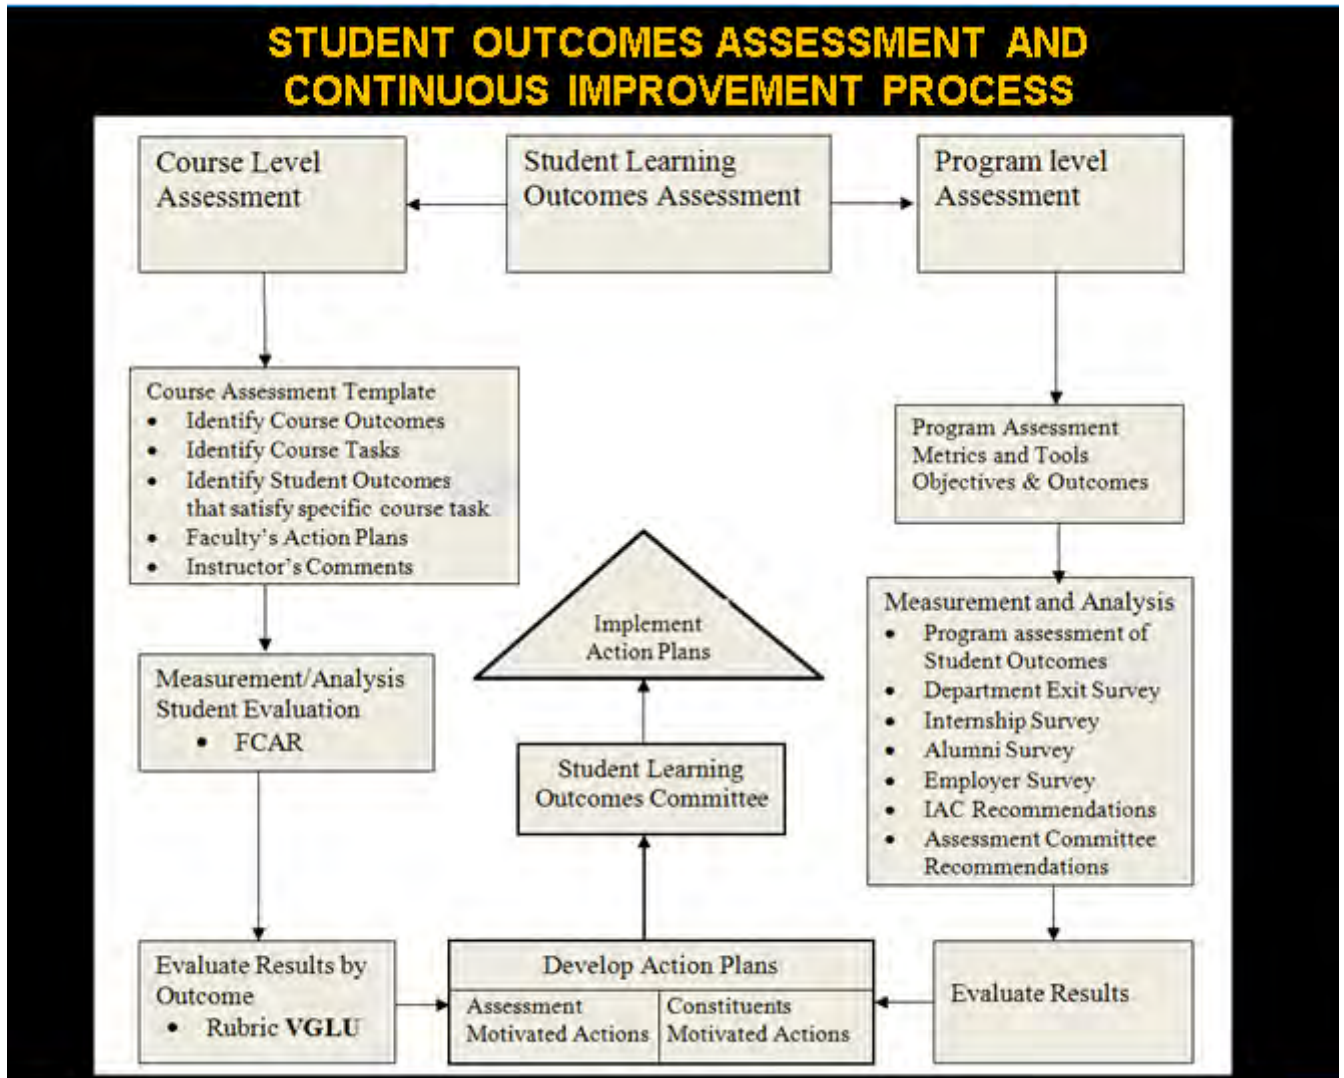 STUDENT OUTCOMES ASSESSMENT AND
CONTINUOUS IMPROVEMENT PROCESS
Course Level
Assessment
Student Learning
Outcomes Assessment
Program level
Assessment
Course Assessment Template
• Identify Course Outcomes
• Identify Course Tasks
• Identify Student Outcomes
that satisfy specific course task
• Faculty's Action Plans
• Instructor's Comments
Program Assessment
Metrics and Tools
Objectives & Outcomes
Implement
Action Plans
Measurement and Analysis
• Program assessment of
Student Outcomes
• Department Exit Survey
• Internship Survey
• Alumni Survey
• Employer Survey
• IAC Recommendations
• Assessment Committee
Recommendations
Measurement/Analysis
Student Evaluation
• FCAR
Student Learning
Outcomes Committee
Evaluate Results by
Outcome
• Rubric VGLU
Develop Action Plans
Assessment
Motivated Actions
Constituents
Motivated Actions
Evaluate Results